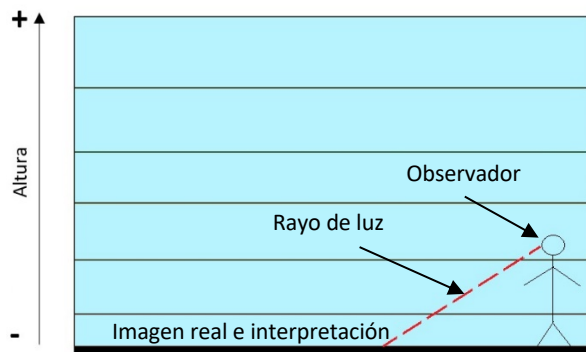 +
Altura
-
Observador
Rayo de luz
Imagen real e interpretación